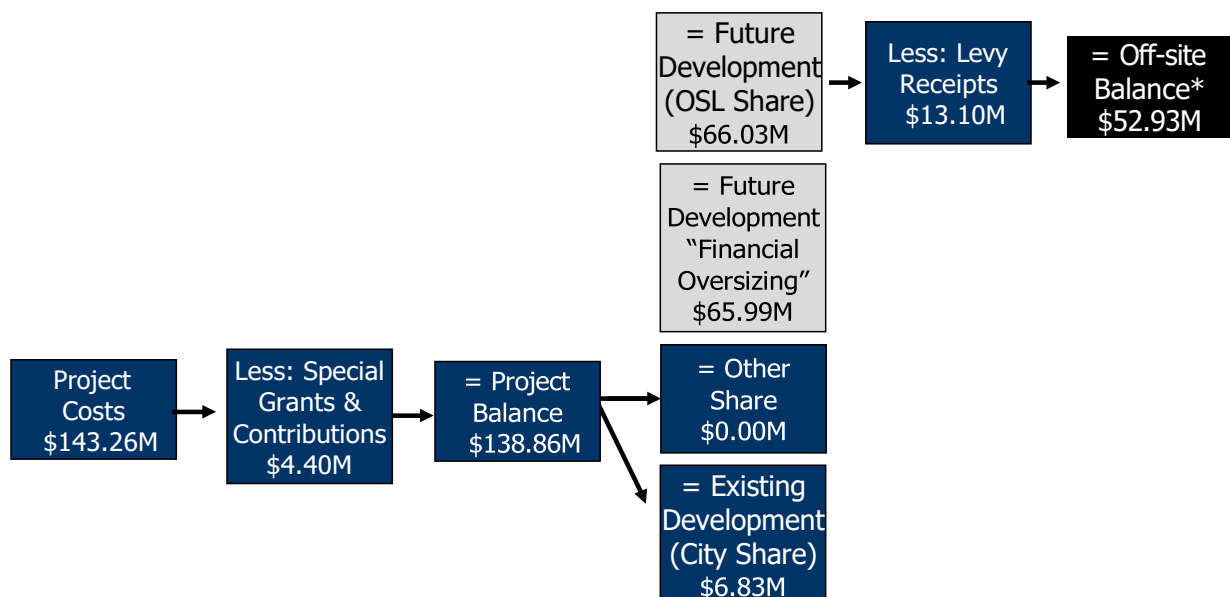 = Future
Development
(OSL Share)
$66.03M
Less: Levy
Receipts
$13.10M
= Off-site
Balance*
$52.93M
= Future
Development
“Financial
Oversizing”
$65.99M
Project
Costs
$143.26M
Less: Special
Grants &
Contributions
$4.40M
= Project
Balance
$138.86M
= Other
Share
$0.00M
= Existing
Development
(City Share)
$6.83M